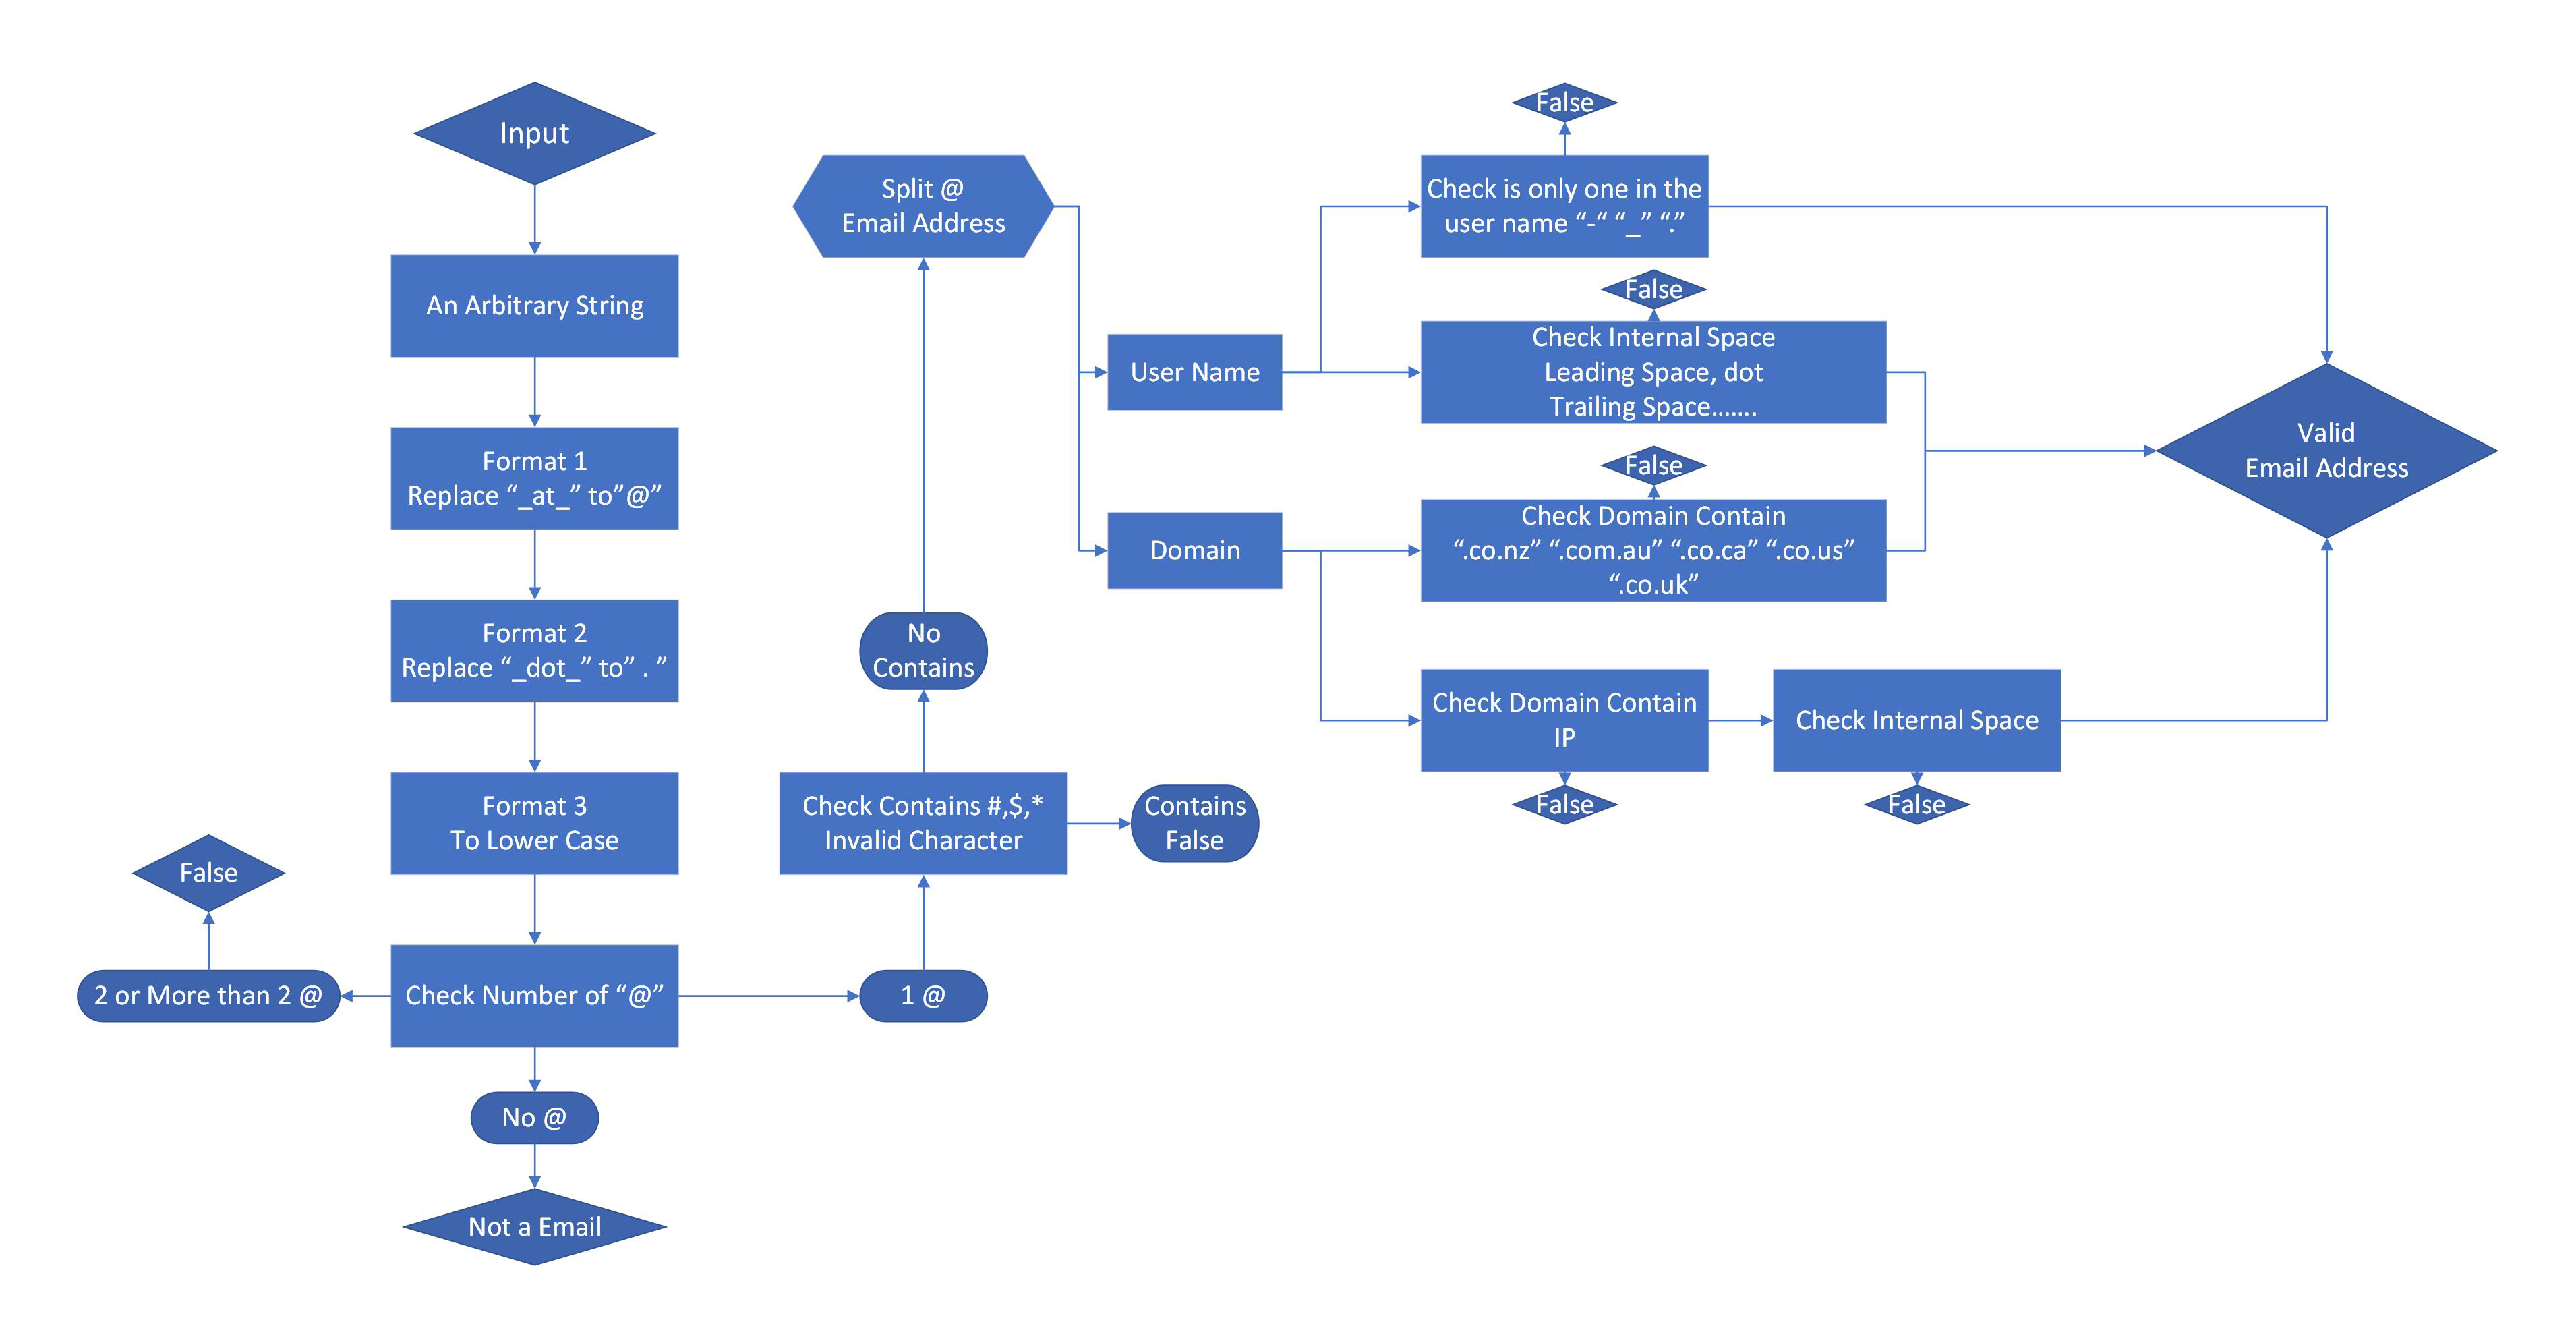 Input
An Arbitrary String
Format 1
Replace “_at_” to”@”
Format 2
Replace “_dot_” to” . ”
Format 3
To Lower Case
False
2 or More than 2 @
Check Number of “@”
1 @
No @
Not a Email
Check Contains #,$,*
Invalid Character
Contains
False
No
Contains
Split @
Email Address
User Name
Domain
False
Check is only one in the
user name “-“ “_” “.”
False
Check Internal Space
Leading Space, dot
Trailing Space.......
False
Check Domain Contain
“.co.nz” “.com.au” “.co.ca” “.co.us”
“.co.uk”
Check Domain Contain
IP
False
Check Internal Space
False
Valid
Email Address